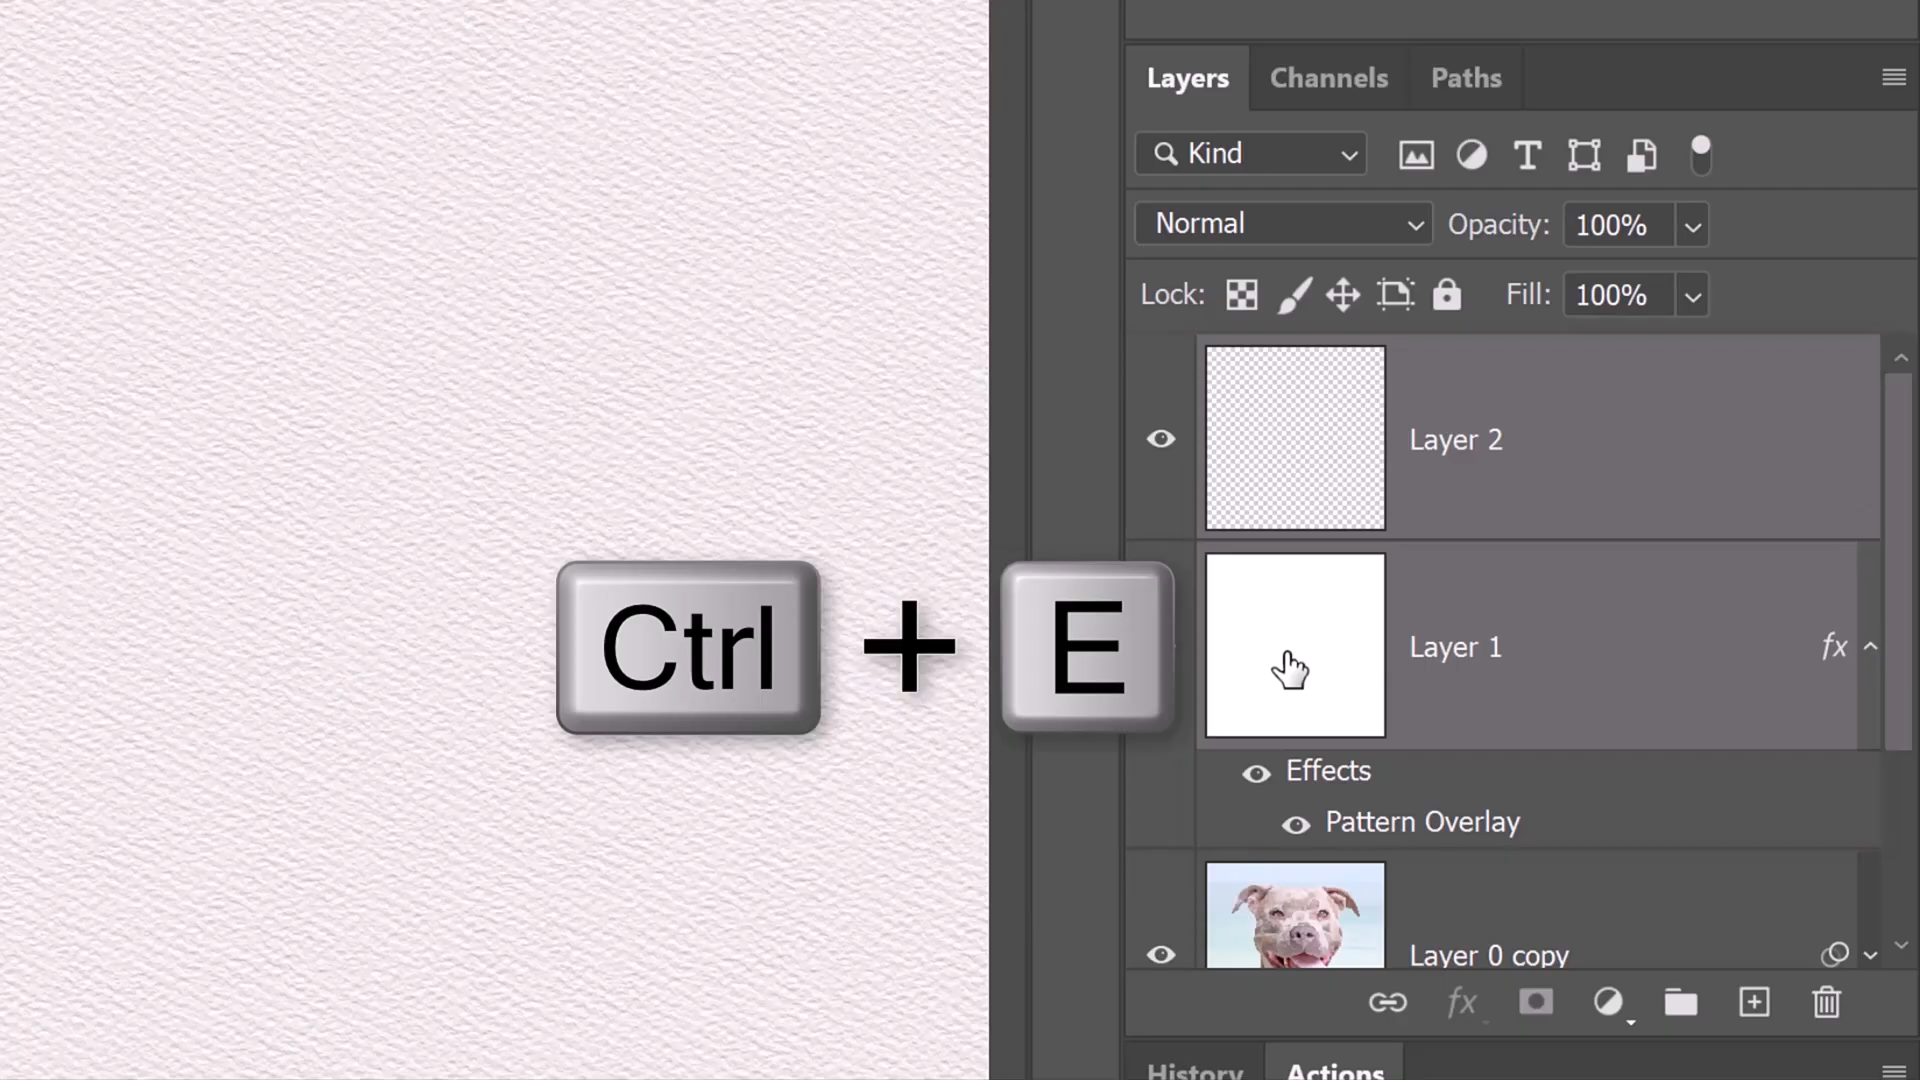 Layers Channels Paths
Kind
Normal Opacity: 100%
Lock: Fill: 100%
Layer 2
Ctrl + E
Layer 1 fx
Effects
Pattern Overlay
Layer 0 copy
fx
History Actions